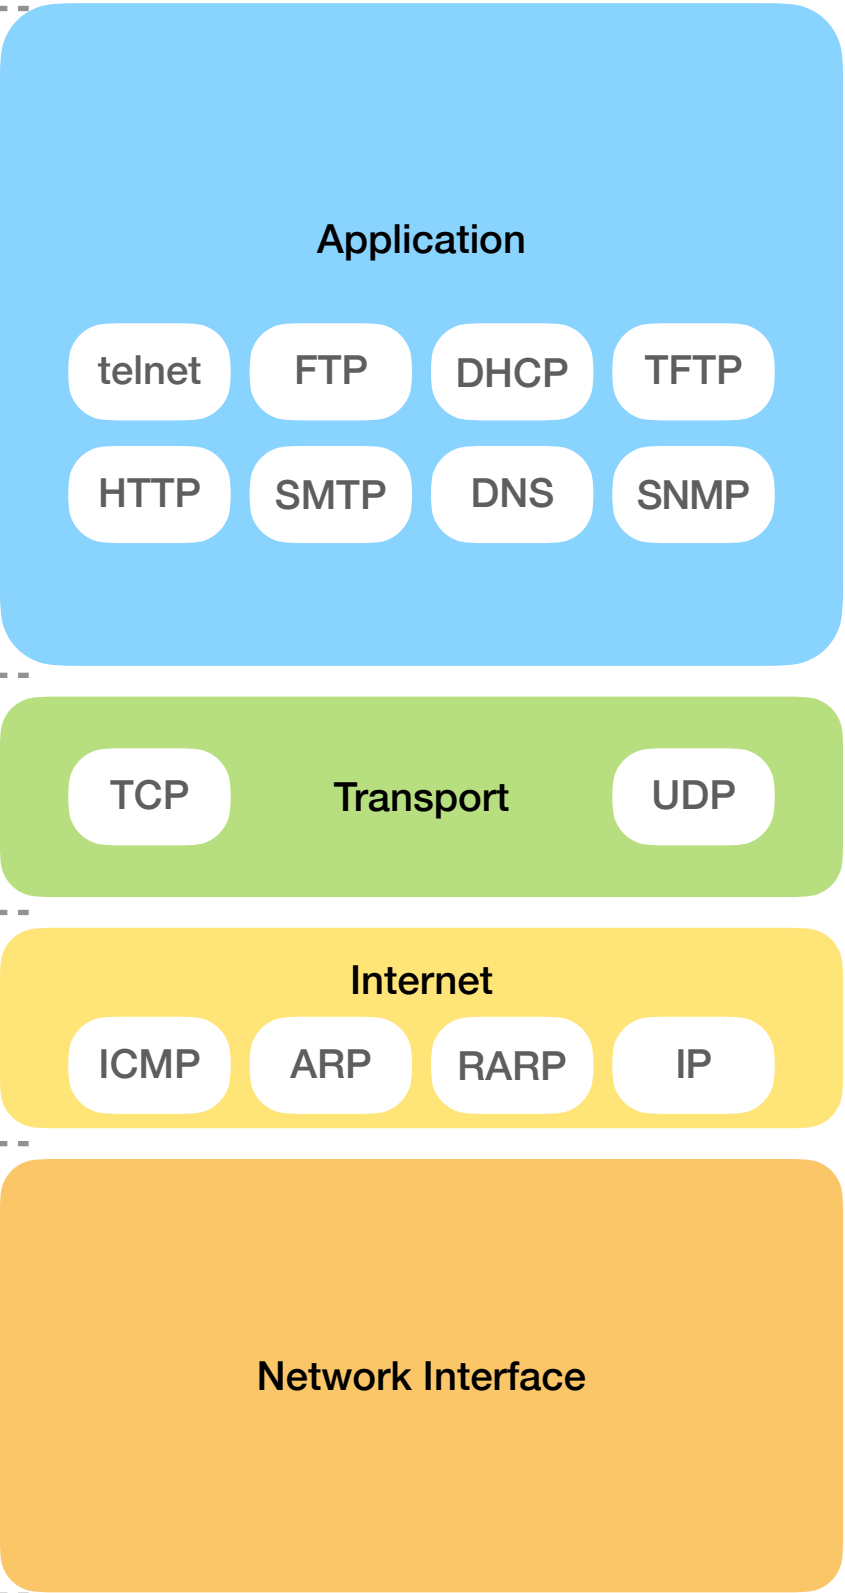 Application
telnet FTP DHCP TFTP
HTTP SMTP DNS SNMP
TCP Transport UDP
Internet
ICMP ARP RARP IP
Network Interface